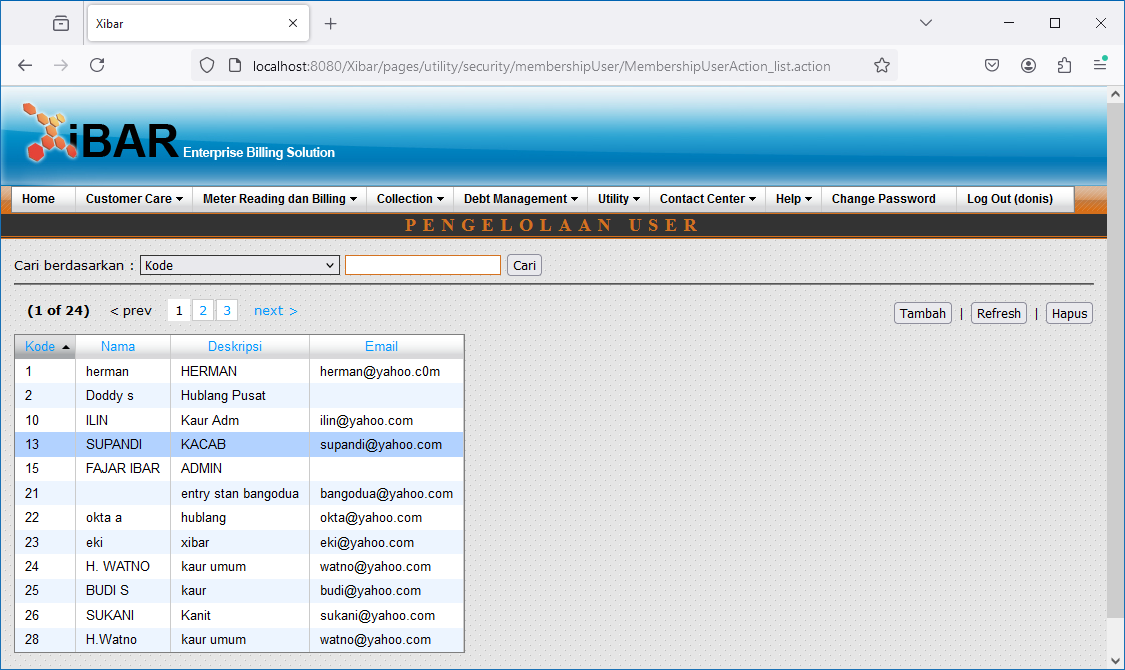 Xibar
localhost:8080/Xibar/pages/utility/security/membershipUser/MembershipUserAction_list.action
iBAR Enterprise Billing Solution
Home Customer Care Meter Reading dan Billing Collection Debt Management Utility Contact Center Help Change Password Log Out (donis)
PENGELOLAAN USER
Cari berdasarkan : Kode Cari
(1 of 24) < prev 1 2 3 next > Tambah | Refresh | Hapus
Kode Nama Deskripsi Email
1 herman HERMAN herman@yahoo.c0m
2 Doddy s Hublang Pusat
10 ILIN Kaur Adm ilin@yahoo.com
13 SUPANDI KACAB supandi@yahoo.com
15 FAJAR IBAR ADMIN
21 entry stan bangodua bangodua@yahoo.com
22 okta a hublang okta@yahoo.com
23 eki xibar eki@yahoo.com
24 H. WATNO kaur umum watno@yahoo.com
25 BUDI S kaur budi@yahoo.com
26 SUKANI Kanit sukani@yahoo.com
28 H.Watno kaur umum watno@yahoo.com